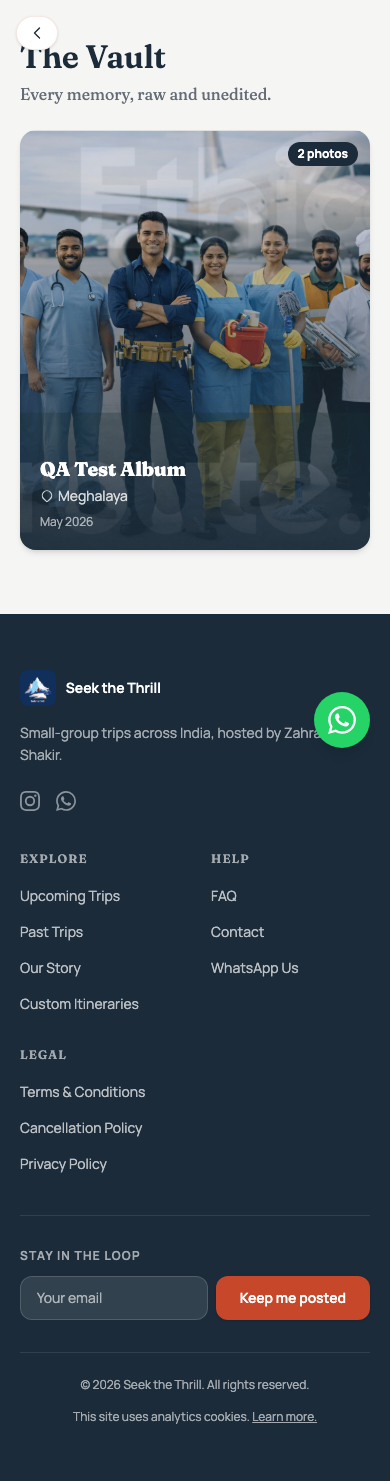 The Vault
Every memory, raw and unedited.
2 photos
QA Test Album
Meghalaya
May 2026
Seek the Thrill
Small-group trips across India, hosted by Zahra
Shakir.
EXPLORE
HELP
Upcoming Trips
FAQ
Past Trips
Contact
Our Story
WhatsApp Us
Custom Itineraries
LEGAL
Terms & Conditions
Cancellation Policy
Privacy Policy
STAY IN THE LOOP
Your email
Keep me posted
© 2026 Seek the Thrill. All rights reserved.
This site uses analytics cookies. Learn more.